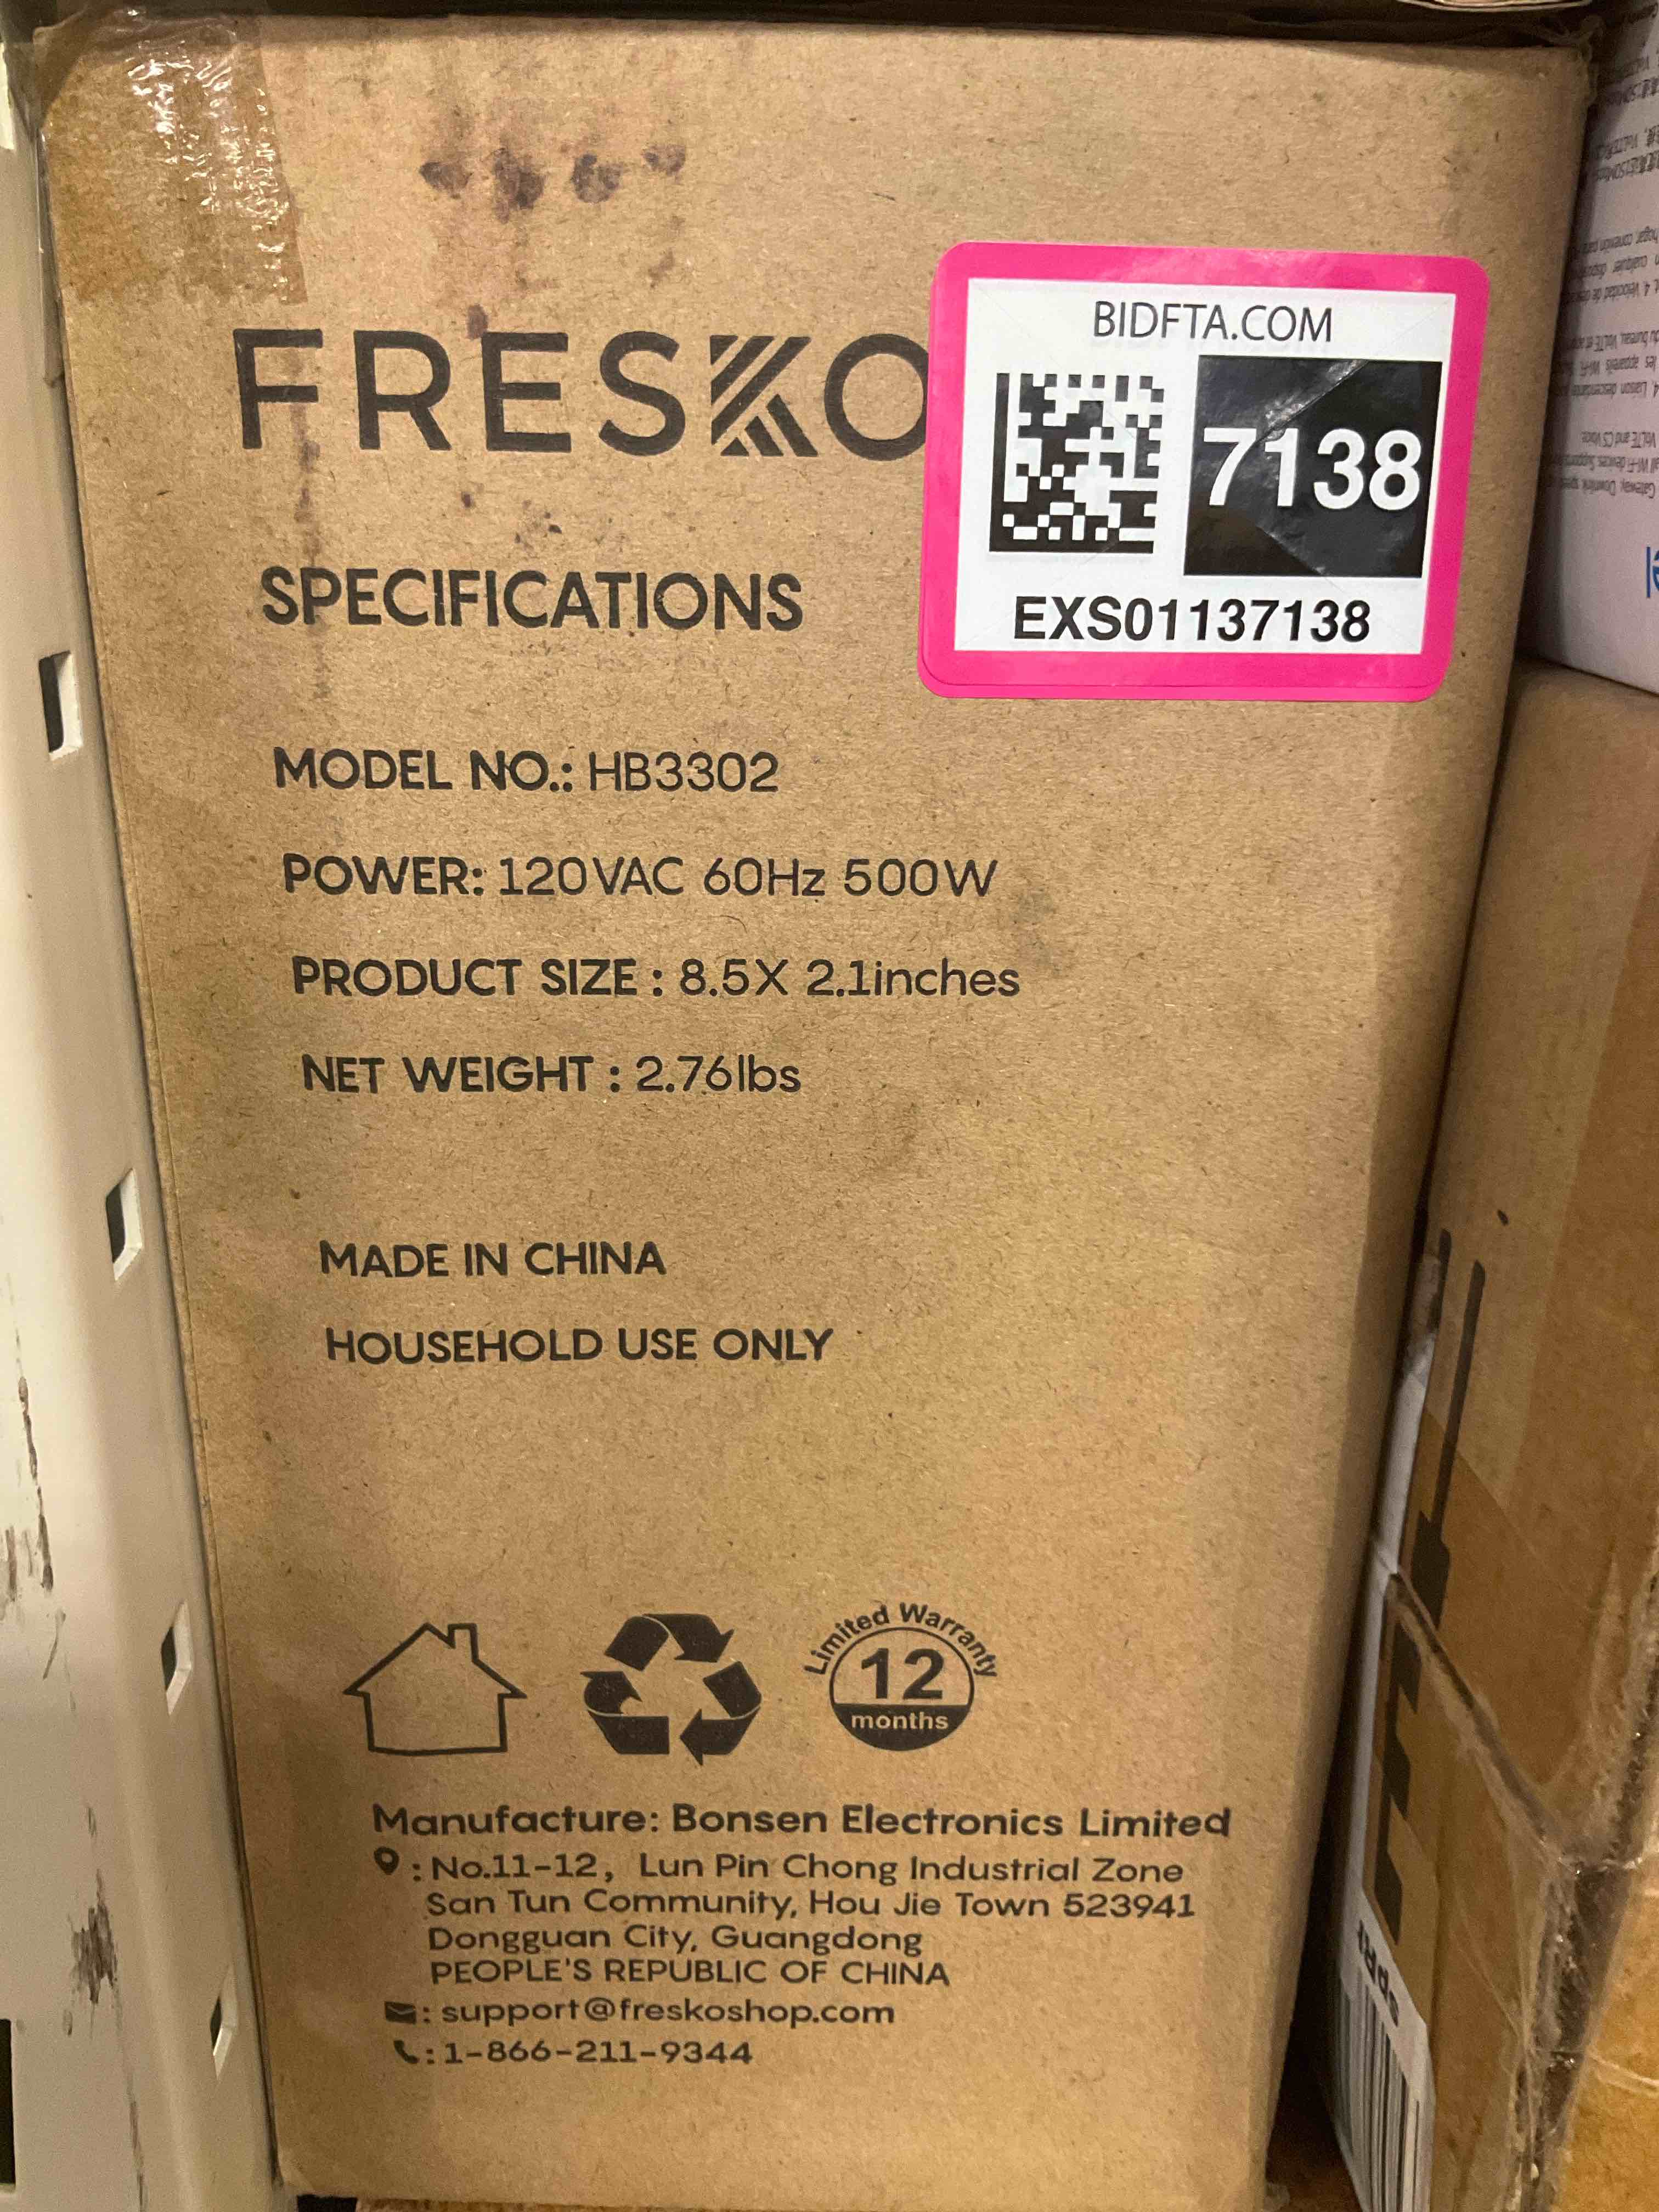 FRESKO
BIDFTA.COM
7138
EXS01137138
SPECIFICATIONS
MODEL NO.: HB3302
POWER: 120VAC 60Hz 500W
PRODUCT SIZE : 8.5X 2.1inches
NET WEIGHT : 2.76lbs
MADE IN CHINA
HOUSEHOLD USE ONLY
Limited Warranty
12
months
Manufacture: Bonsen Electronics Limited
: No.11-12, Lun Pin Chong Industrial Zone
San Tun Community, Hou Jie Town 523941
Dongguan City, Guangdong
PEOPLE'S REPUBLIC OF CHINA
: support@freskoshop.com
: 1-866-211-9344